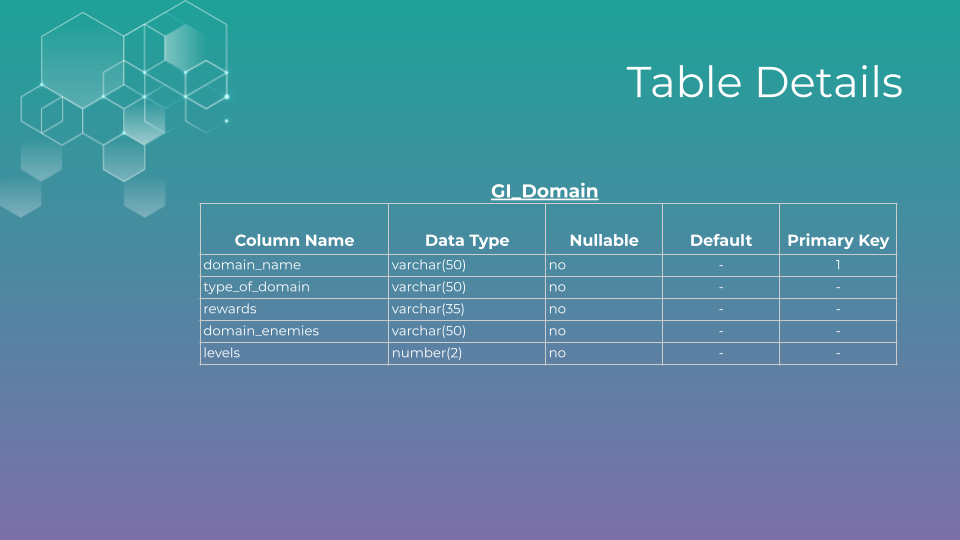 Table Details
GI_Domain
Column Name Data Type Nullable Default Primary Key
domain_name varchar(50) no - 1
type_of_domain varchar(50) no - -
rewards varchar(35) no - -
domain_enemies varchar(50) no - -
levels number(2) no - -